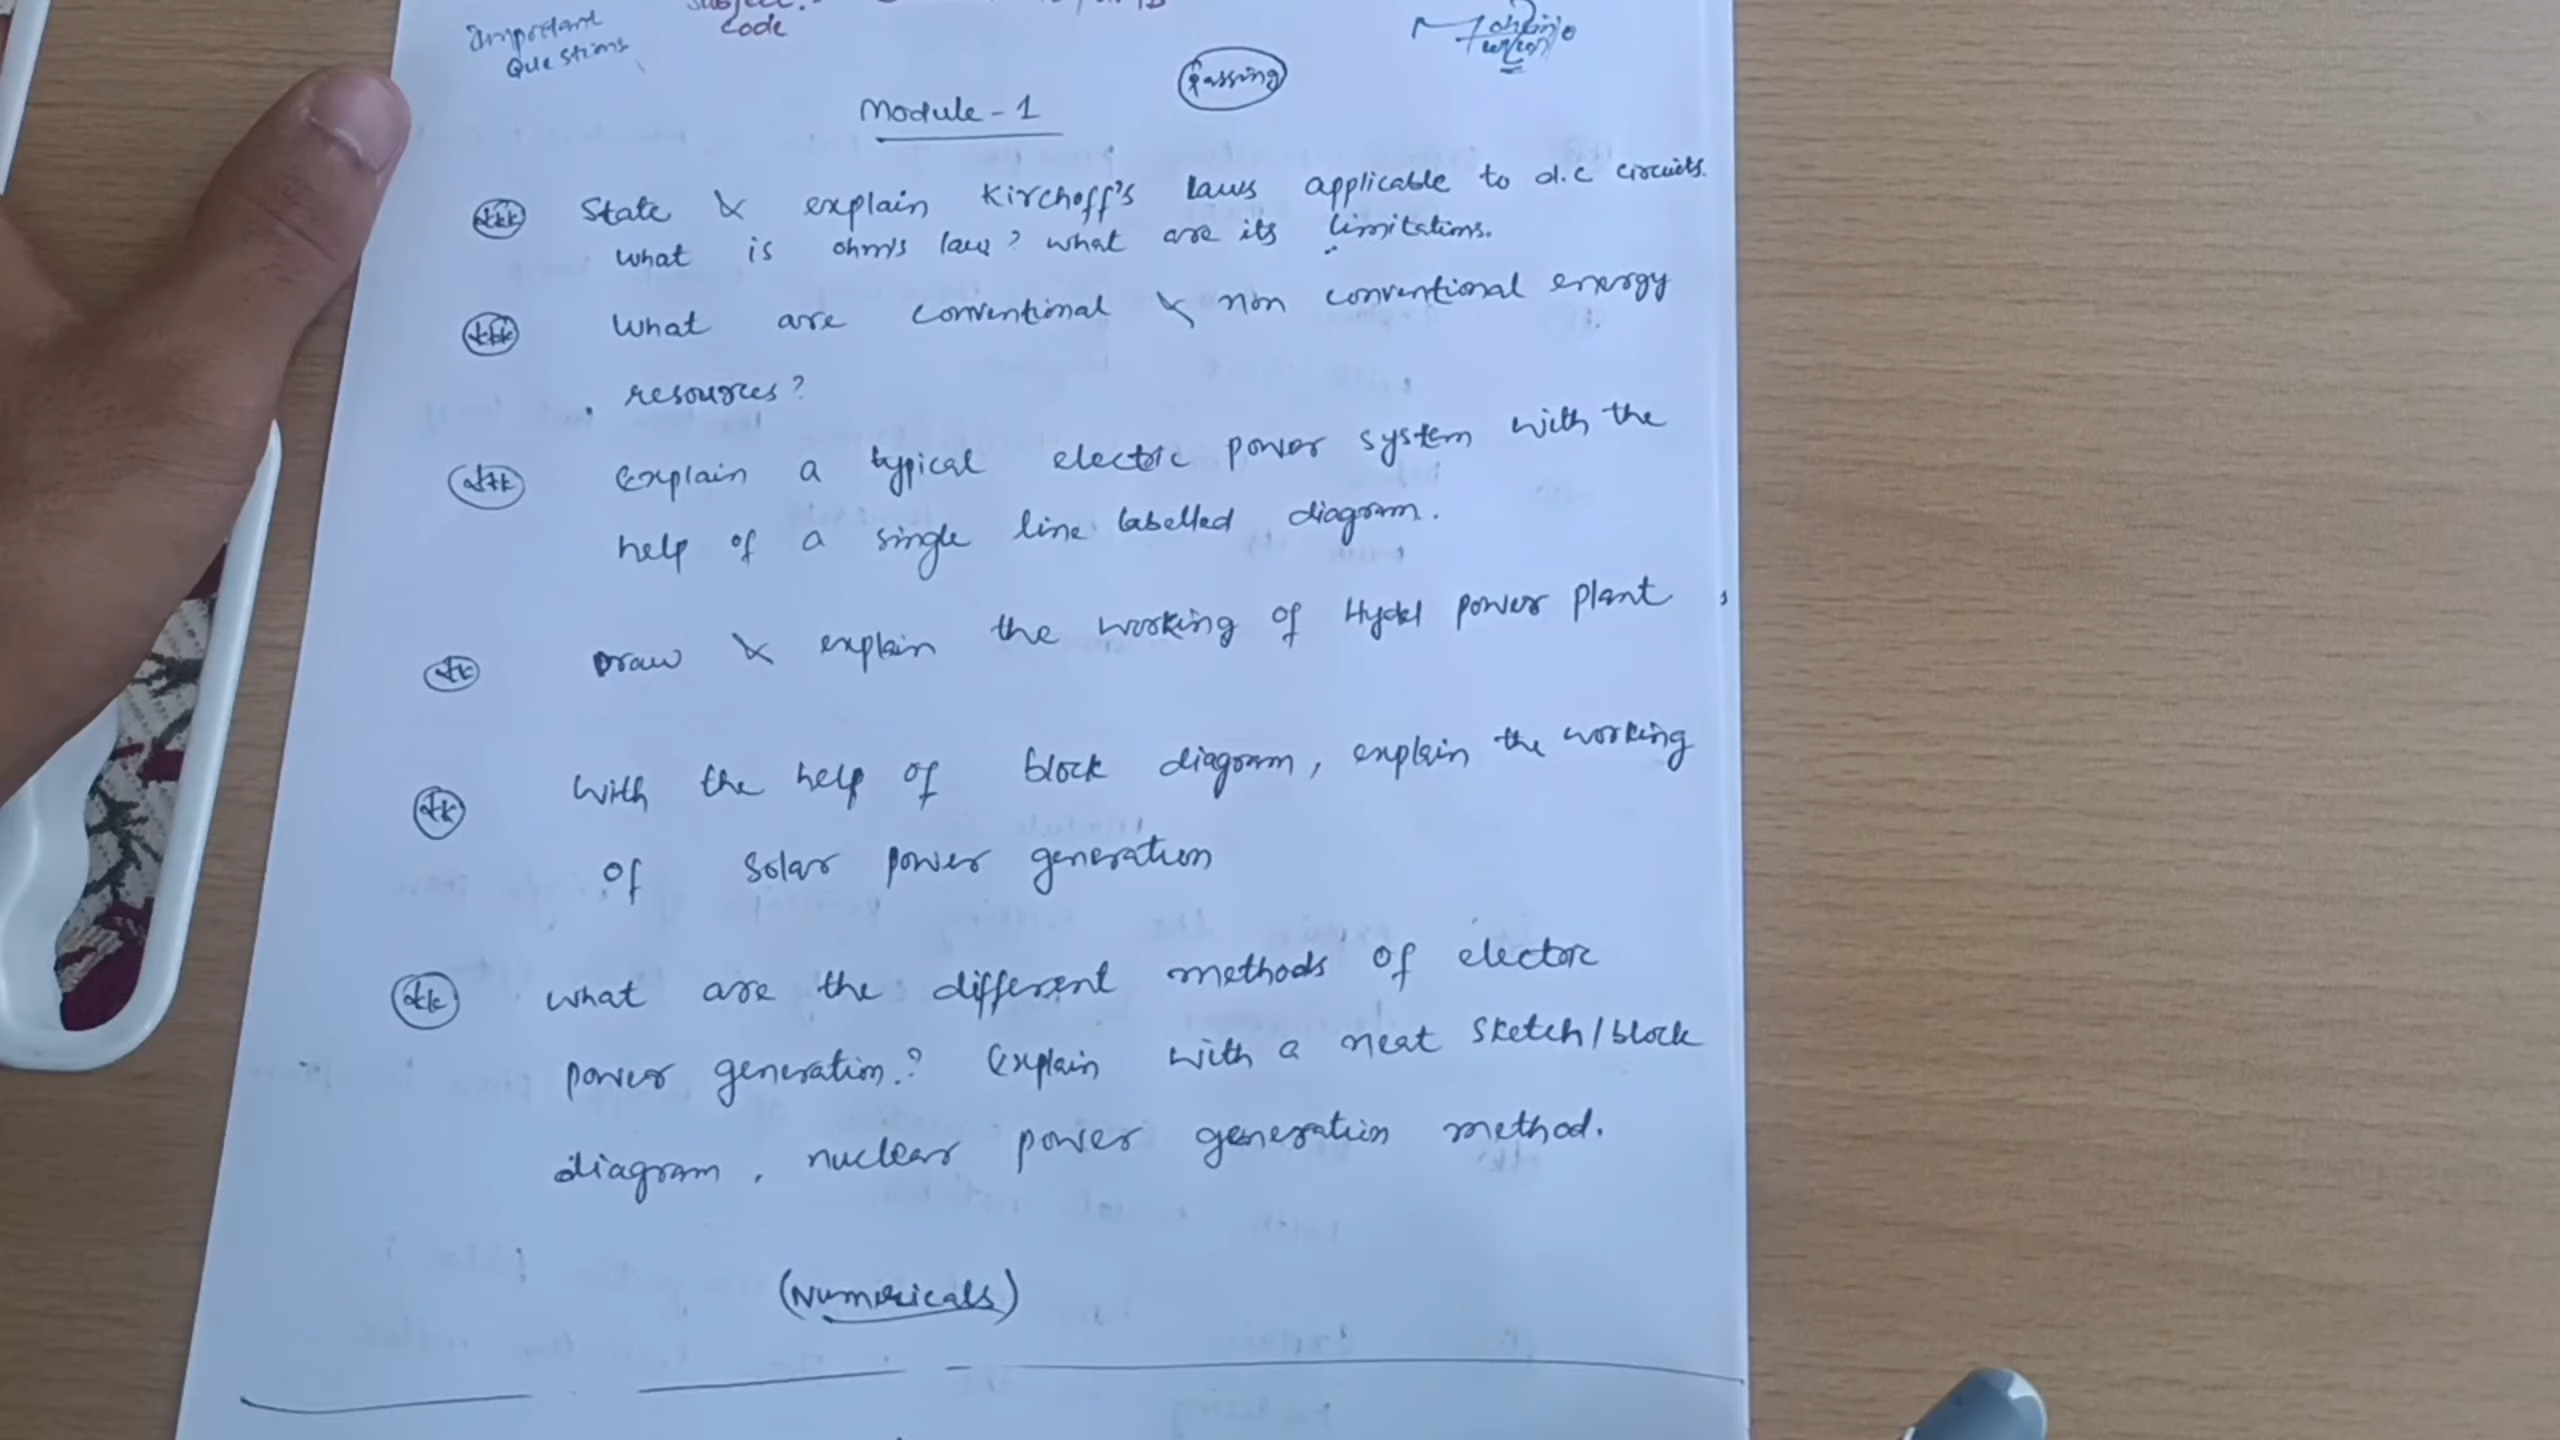 Important
Questions
Subject:
Code
Passing
Module - 1
*** State & explain Kirchoff's laws applicable to d.c circuits.
what is ohm's law? what are its limitations.
*** What are conventional & non conventional energy
resources?
*** Explain a typical electric power system with the
help of a single line labelled diagram.
** Draw & explain the working of Hydel power plant
** With the help of block diagram, explain the working
of Solar power generation
** What are the different methods of electric
power generation.? Explain with a neat sketch/block
diagram, nuclear power generation method.
(Numericals)